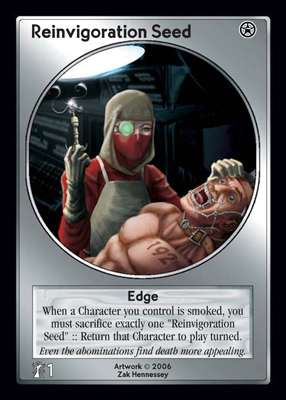 Reinvigoration Seed
1921
Edge
When a Character you control is smoked, you
must sacrifice exactly one "Reinvigoration
Seed" :: Return that Character to play turned.
Even the abominations find death more appealing.
1
Artwork © 2006
Zak Hennessey